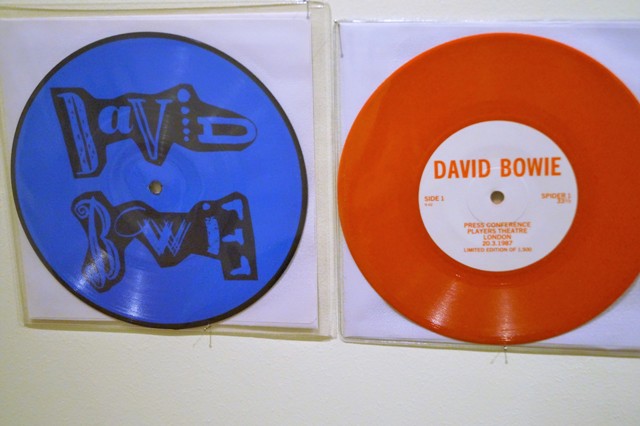 DAViD
BOWiE
DAVID BOWIE
SIDE 1
SPIDER 1
PRESS CONFERENCE
PLAYERS THEATRE
LONDON
20.3.1987
LIMITED EDITION OF 1,000